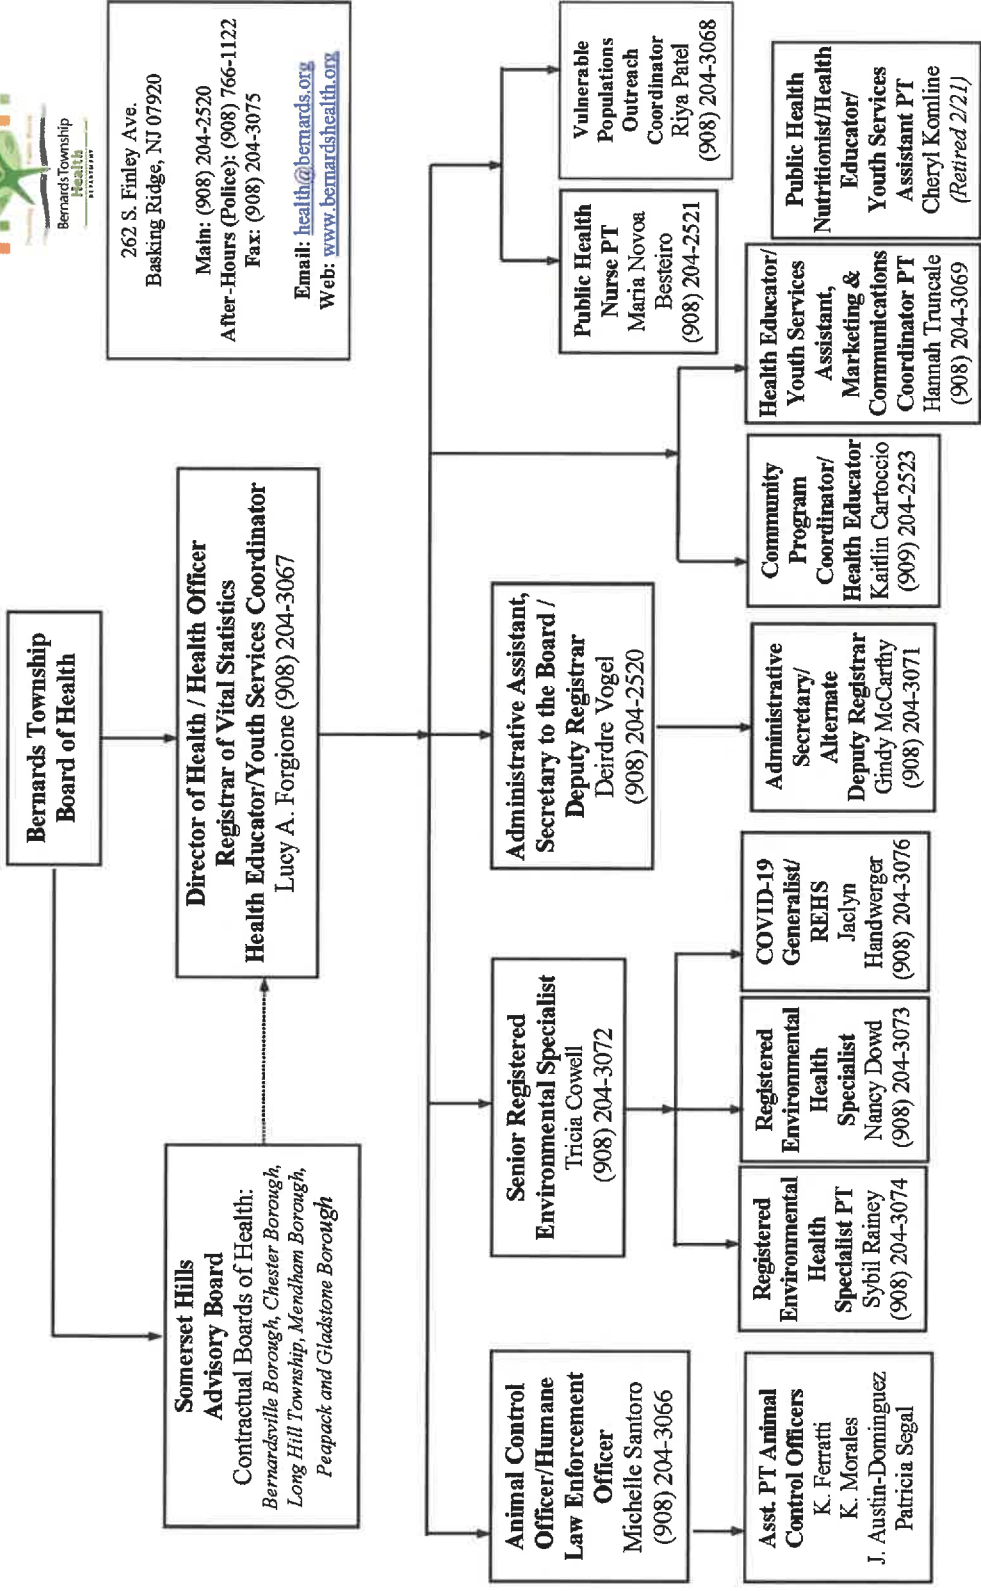 Bernards Township
Health
DEPARTMENT
262 S. Finley Ave.
Basking Ridge, NJ 07920
Main: (908) 204-2520
After-Hours (Police): (908) 766-1122
Fax: (908) 204-3075
Email: health@bernards.org
Web: www.bernardshealth.org
Bernards Township
Board of Health
Somerset Hills
Advisory Board
Contractual Boards of Health:
Bernardsville Borough, Chester Borough,
Long Hill Township, Mendham Borough,
Peapack and Gladstone Borough
Director of Health / Health Officer
Registrar of Vital Statistics
Health Educator/Youth Services Coordinator
Lucy A. Forgione (908) 204-3067
Animal Control
Officer/Humane
Law Enforcement
Officer
Michelle Santoro
(908) 204-3066
Asst. PT Animal
Control Officers
K. Ferratti
K. Morales
J. Austin-Dominguez
Patricia Segal
Senior Registered
Environmental Specialist
Tricia Cowell
(908) 204-3072
Registered
Environmental
Health
Specialist PT
Sybil Rainey
(908) 204-3074
Registered
Environmental
Health
Specialist
Nancy Dowd
(908) 204-3073
COVID-19
Generalist/
REHS
Jaclyn
Handwerger
(908) 204-3076
Administrative Assistant,
Secretary to the Board /
Deputy Registrar
Deirdre Vogel
(908) 204-2520
Administrative
Secretary/
Alternate
Deputy Registrar
Gindy McCarthy
(908) 204-3071
Community
Program
Coordinator/
Health Educator
Kaitlin Cartoccio
(909) 204-2523
Health Educator/
Youth Services
Assistant,
Marketing &
Communications
Coordinator PT
Hannah Truncale
(908) 204-3069
Public Health
Nurse PT
Maria Novoa
Besteiro
(908) 204-2521
Vulnerable
Populations
Outreach
Coordinator
Riya Patel
(908) 204-3068
Public Health
Nutritionist/Health
Educator/
Youth Services
Assistant PT
Cheryl Komline
(Retired 2/21)